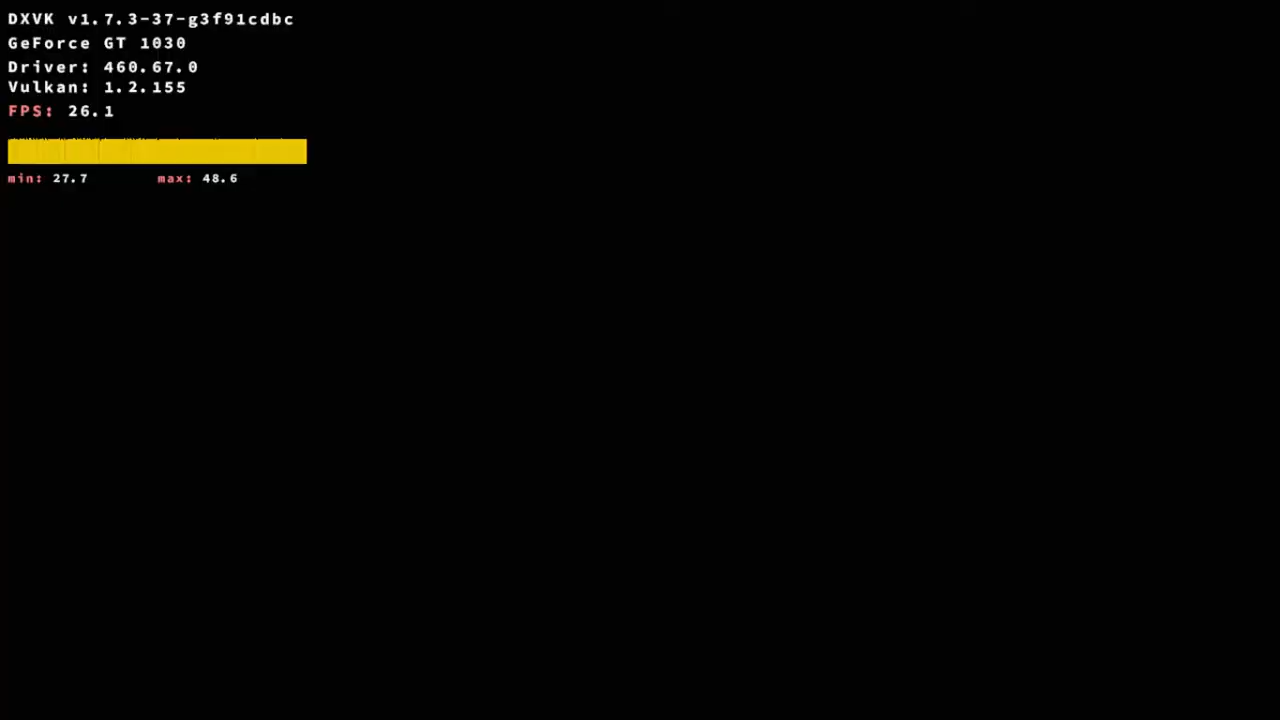 DXVK v1.7.3-37-g3f91cdbc
GeForce GT 1030
Driver: 460.67.0
Vulkan: 1.2.155
FPS: 26.1
min: 27.7 max: 48.6